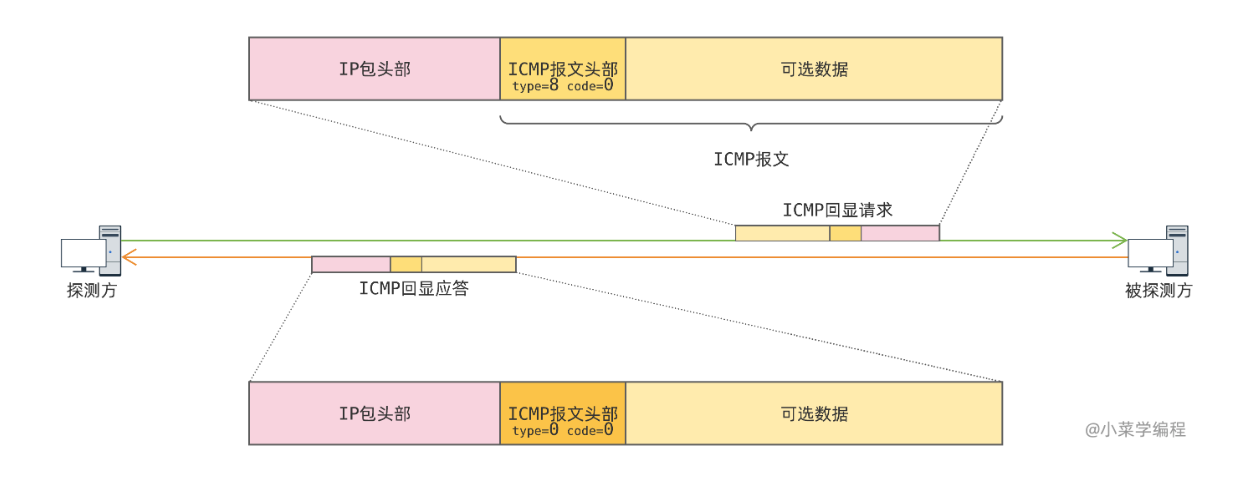 IP包头部
ICMP报文头部
type=8 code=0
可选数据
ICMP报文
ICMP回显请求
探测方
被探测方
ICMP回显应答
IP包头部
ICMP报文头部
type=0 code=0
可选数据
@小菜学编程